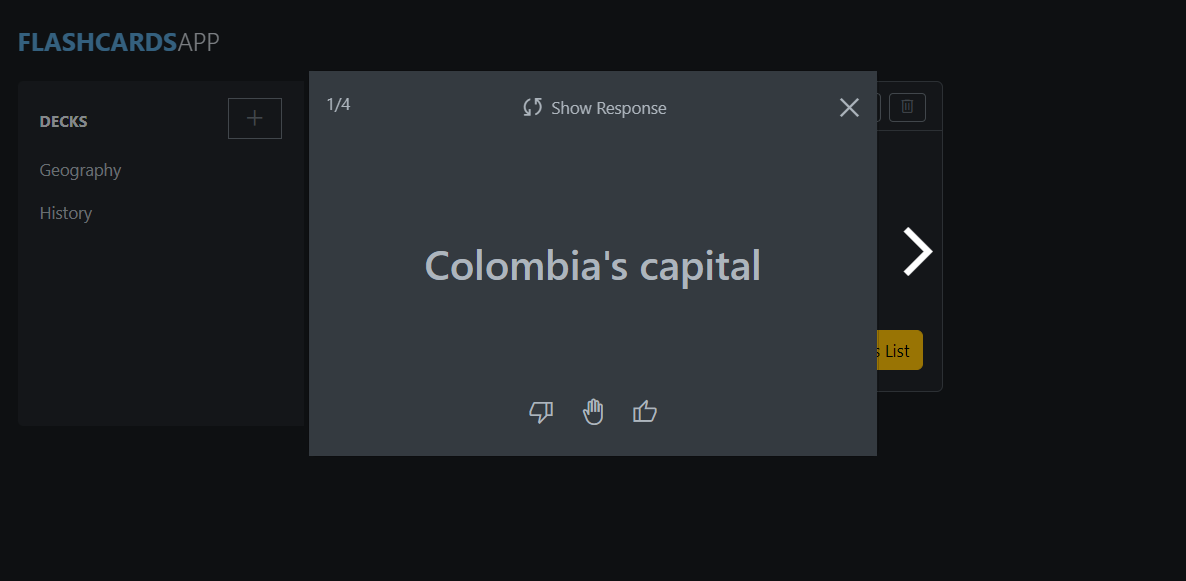 FLASHCARDSAPP
DECKS
Geography
History
1/4
Show Response
Colombia's capital
List